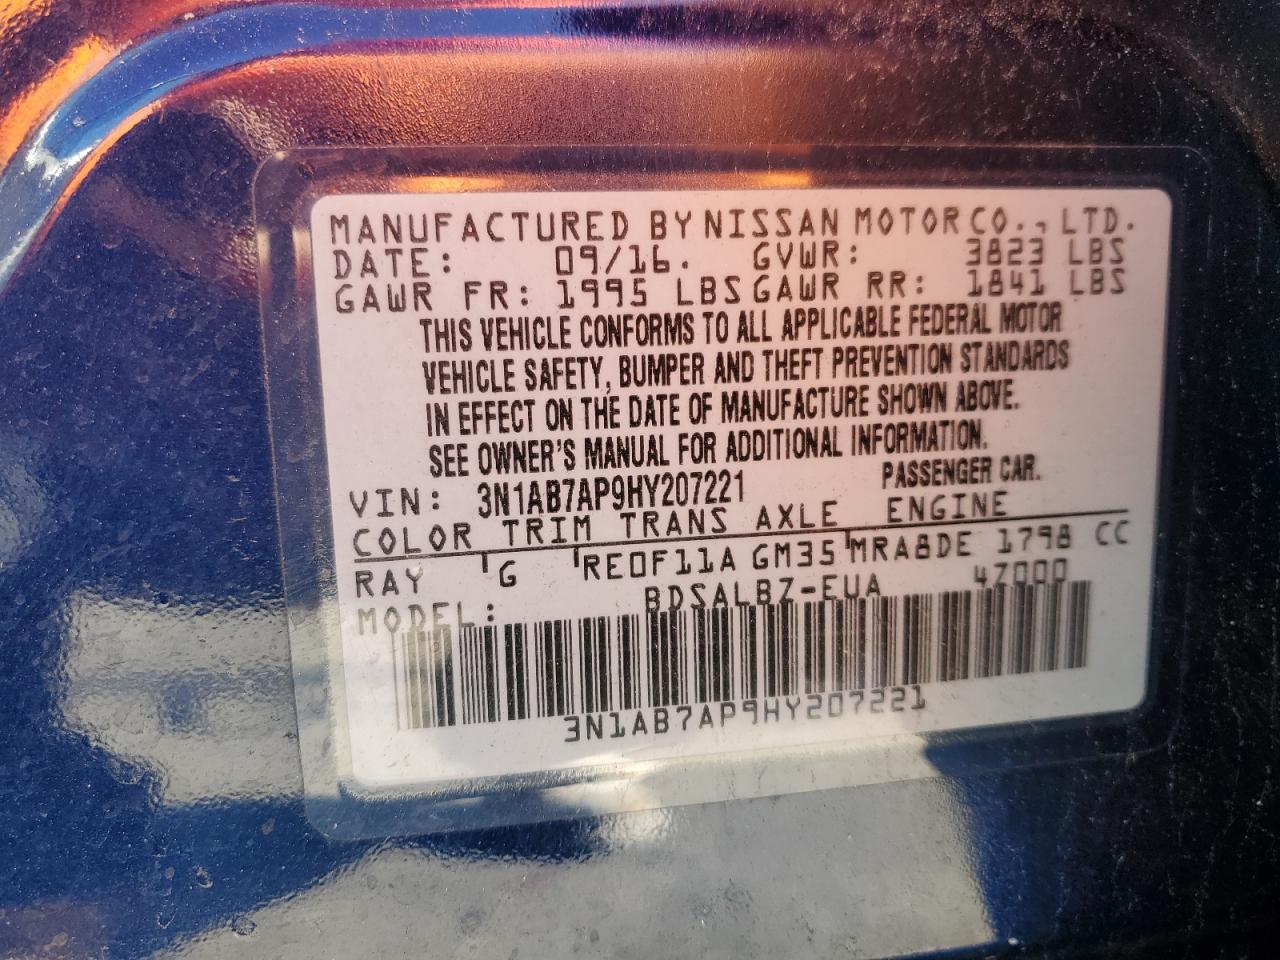 MANUFACTURED BY NISSAN MOTOR CO., LTD.
DATE: 09/16. GVWR: 3823 LBS
GAWR FR: 1995 LBS GAWR RR: 1841 LBS
THIS VEHICLE CONFORMS TO ALL APPLICABLE FEDERAL MOTOR
VEHICLE SAFETY, BUMPER AND THEFT PREVENTION STANDARDS
IN EFFECT ON THE DATE OF MANUFACTURE SHOWN ABOVE.
SEE OWNER'S MANUAL FOR ADDITIONAL INFORMATION.
VIN: 3N1AB7AP9HY207221 PASSENGER CAR.
COLOR TRIM TRANS AXLE ENGINE
RAY G RE0F11A GM35 MRA8DE 1798 CC
MODEL: BDSALBZ-EUA 4Z000
3N1AB7AP9HY207221